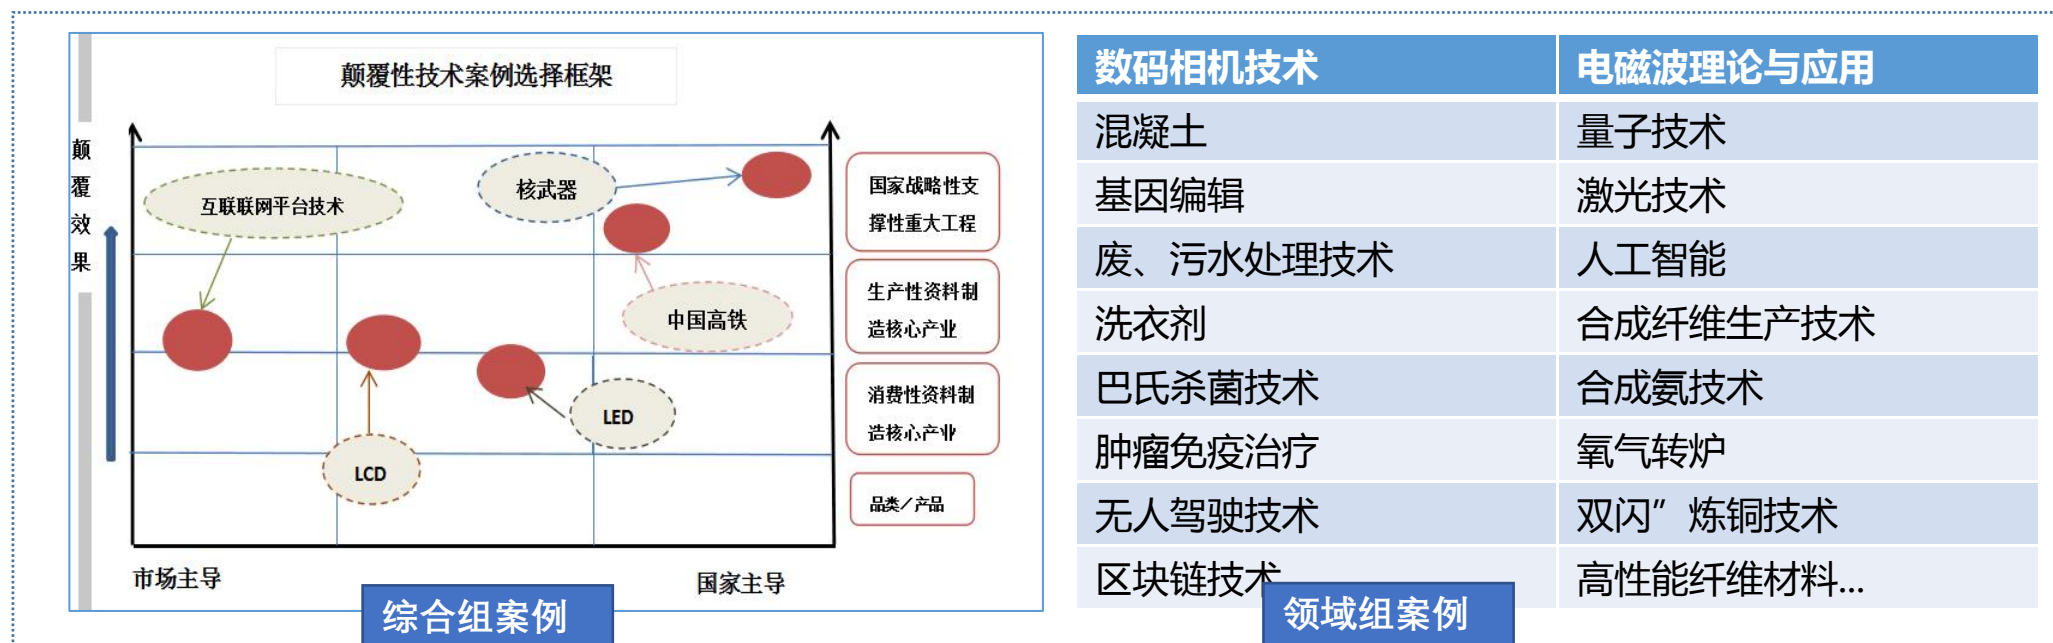 颠覆性技术案例选择框架
颠
覆
效
果
互联联网平台技术
核武器
中国高铁
LED
LCD
国家战略性支
撑性重大工程
生产性资料制
造核心产业
消费性资料制
造核心产业
品类/产品
市场主导
国家主导
综合组案例
数码相机技术 电磁波理论与应用
混凝土 量子技术
基因编辑 激光技术
废、污水处理技术 人工智能
洗衣剂 合成纤维生产技术
巴氏杀菌技术 合成氨技术
肿瘤免疫治疗 氧气转炉
无人驾驶技术 双闪”炼铜技术
区块链技术 高性能纤维材料...
领域组案例